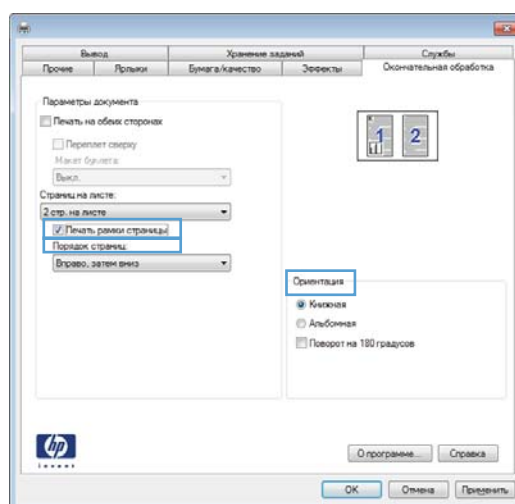 Вывод Хранение заданий Службы
Прочие Ярлыки Бумага/качество Эффекты Окончательная обработка
Параметры документа
Печать на обеих сторонах
Переплет сверху
Макет буклета:
Выкл.
Страниц на листе:
2 стр. на листе
Печать рамки страницы
Порядок страниц:
Вправо, затем вниз
1 2
Ориентация
Книжная
Альбомная
Поворот на 180 градусов
hp
invent
О программе... Справка
OK Отмена Применить